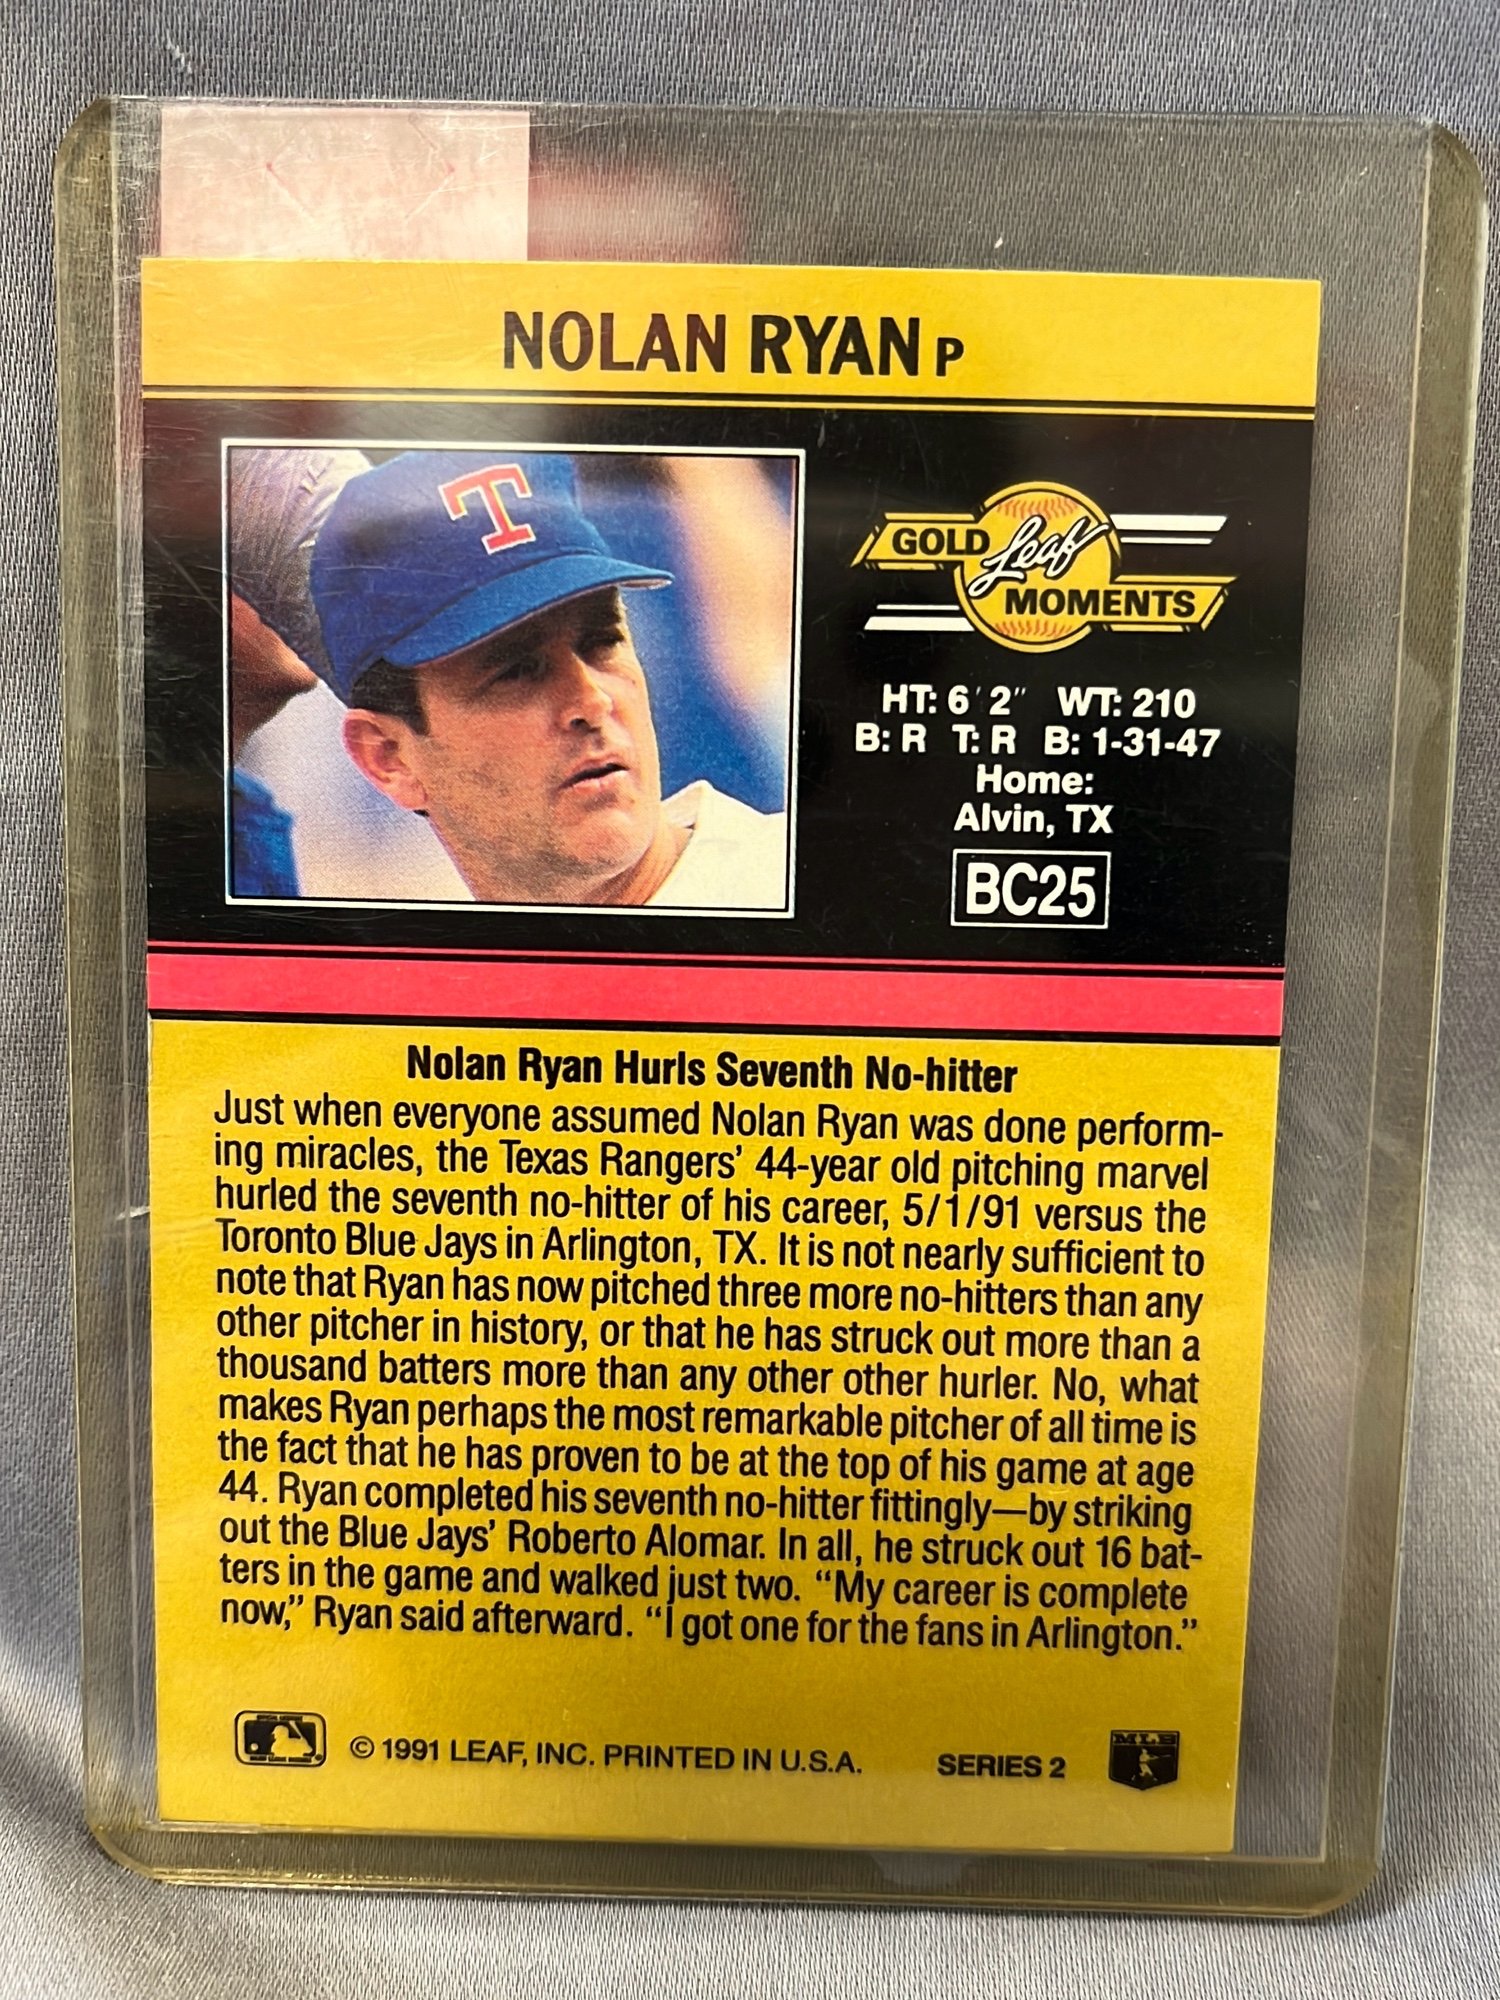 NOLAN RYAN P
T
GOLD Leaf MOMENTS
HT: 6' 2" WT: 210
B: R T: R B: 1-31-47
Home:
Alvin, TX
BC25
Nolan Ryan Hurls Seventh No-hitter
Just when everyone assumed Nolan Ryan was done perform-
ing miracles, the Texas Rangers' 44-year old pitching marvel
hurled the seventh no-hitter of his career, 5/1/91 versus the
Toronto Blue Jays in Arlington, TX. It is not nearly sufficient to
note that Ryan has now pitched three more no-hitters than any
other pitcher in history, or that he has struck out more than a
thousand batters more than any other other hurler. No, what
makes Ryan perhaps the most remarkable pitcher of all time is
the fact that he has proven to be at the top of his game at age
44. Ryan completed his seventh no-hitter fittingly—by striking
out the Blue Jays' Roberto Alomar. In all, he struck out 16 bat-
ters in the game and walked just two. "My career is complete
now," Ryan said afterward. "I got one for the fans in Arlington."
© 1991 LEAF, INC. PRINTED IN U.S.A. SERIES 2